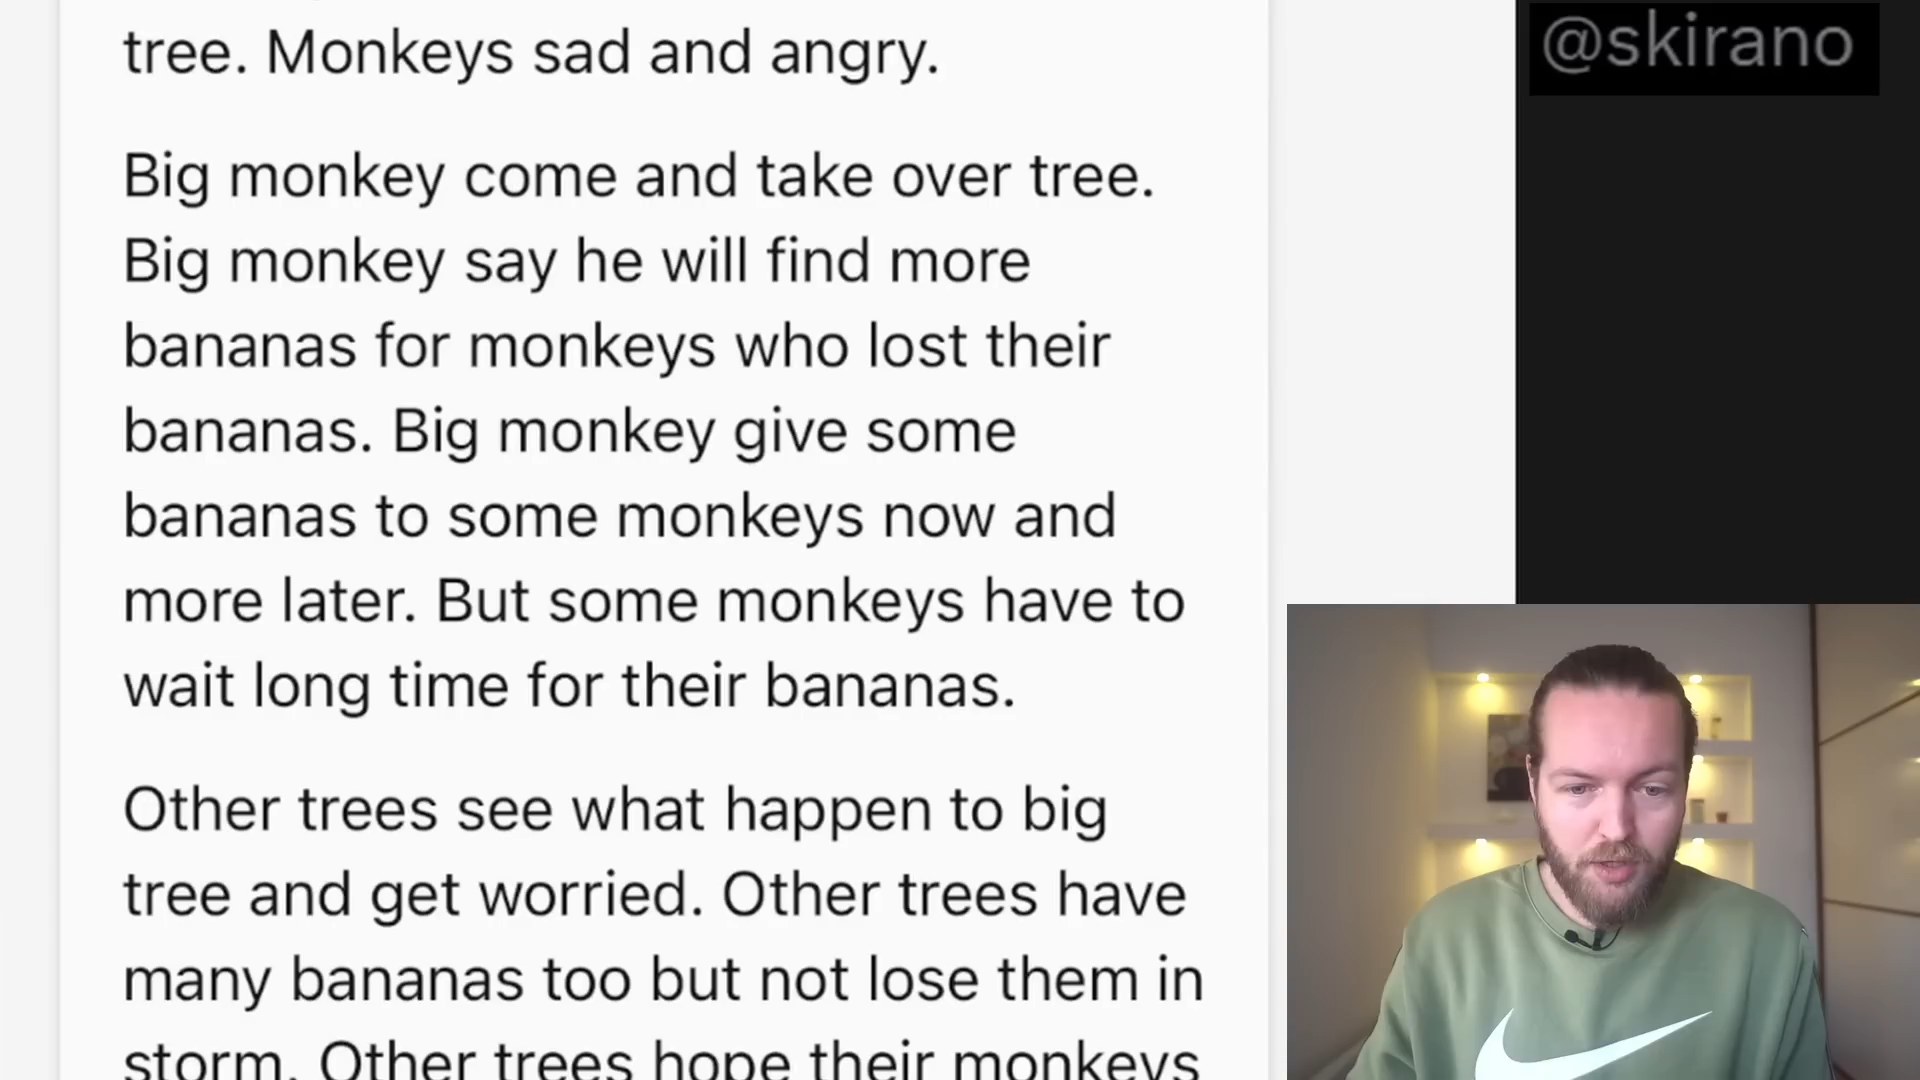 tree. Monkeys sad and angry.
Big monkey come and take over tree.
Big monkey say he will find more
bananas for monkeys who lost their
bananas. Big monkey give some
bananas to some monkeys now and
more later. But some monkeys have to
wait long time for their bananas.
Other trees see what happen to big
tree and get worried. Other trees have
many bananas too but not lose them in
storm. Other trees hope their monkeys
@skirano